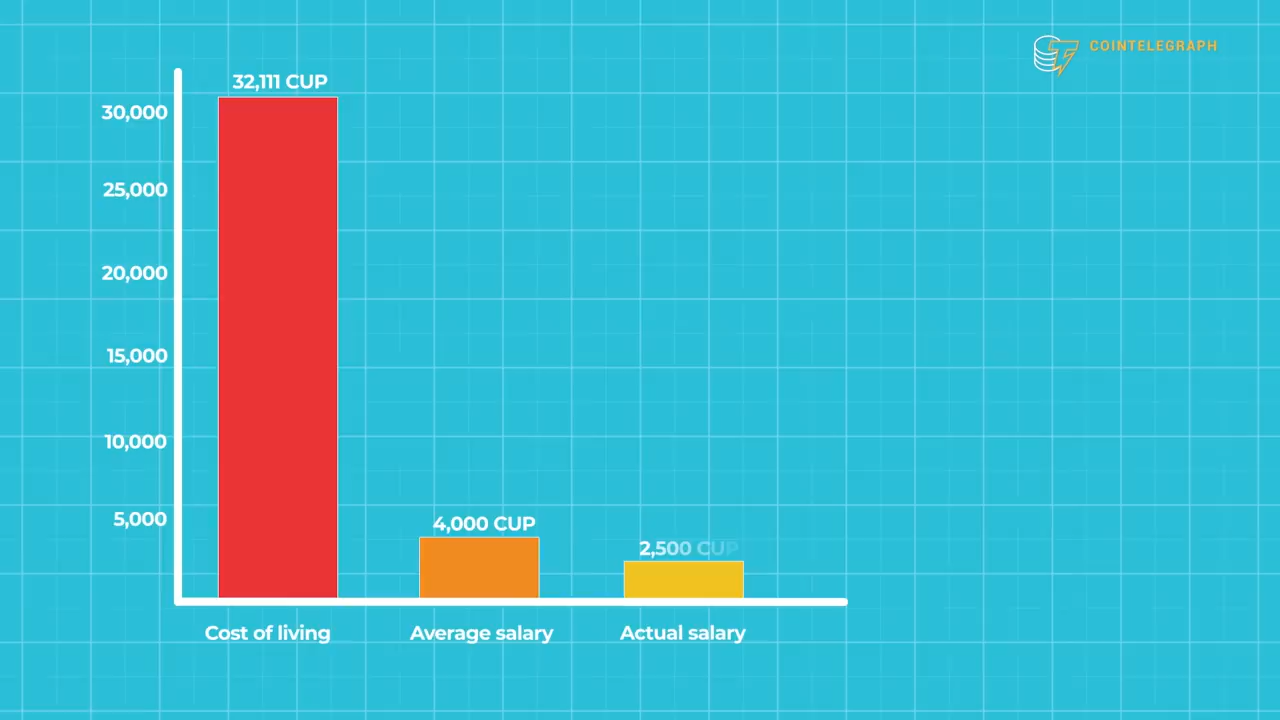 COINTELEGRAPH
32,111 CUP
30,000
25,000
20,000
15,000
10,000
5,000
4,000 CUP
2,500 CUP
Cost of living
Average salary
Actual salary